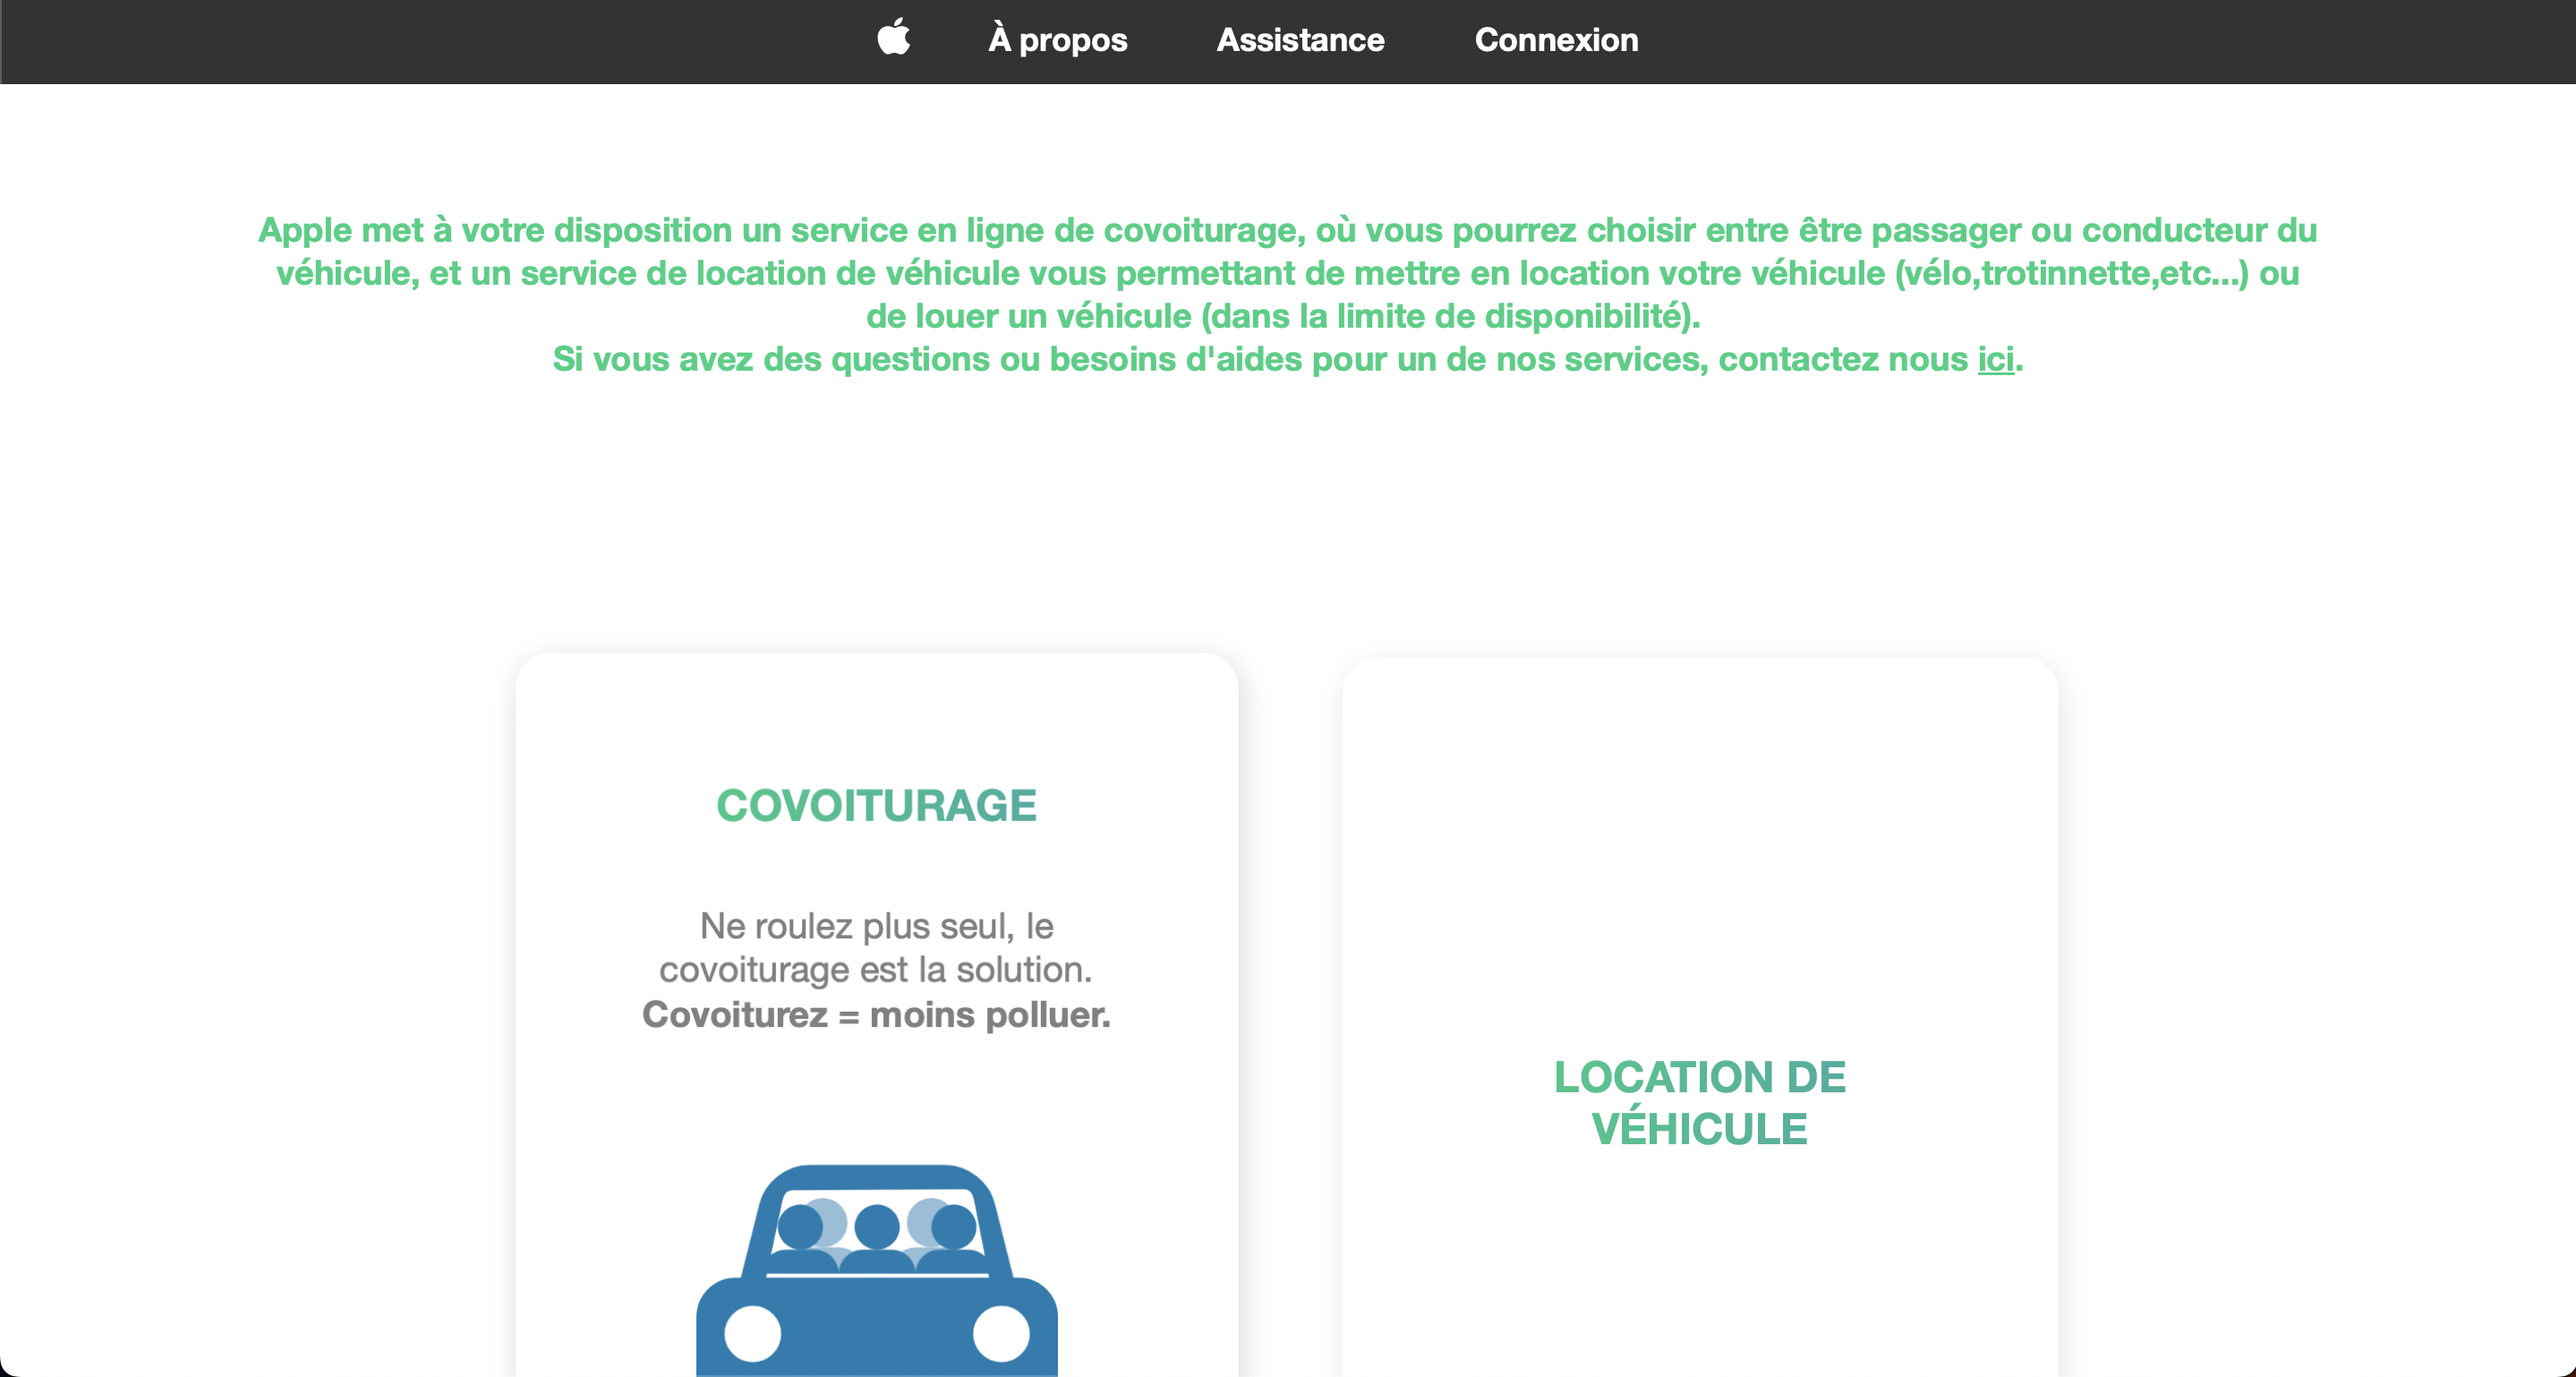 À propos
Assistance
Connexion
Apple met à votre disposition un service en ligne de covoiturage, où vous pourrez choisir entre être passager ou conducteur du
véhicule, et un service de location de véhicule vous permettant de mettre en location votre véhicule (vélo,trotinnette,etc...) ou
de louer un véhicule (dans la limite de disponibilité).
Si vous avez des questions ou besoins d'aides pour un de nos services, contactez nous ici.
COVOITURAGE
Ne roulez plus seul, le
covoiturage est la solution.
Covoiturez = moins polluer.
LOCATION DE
VÉHICULE